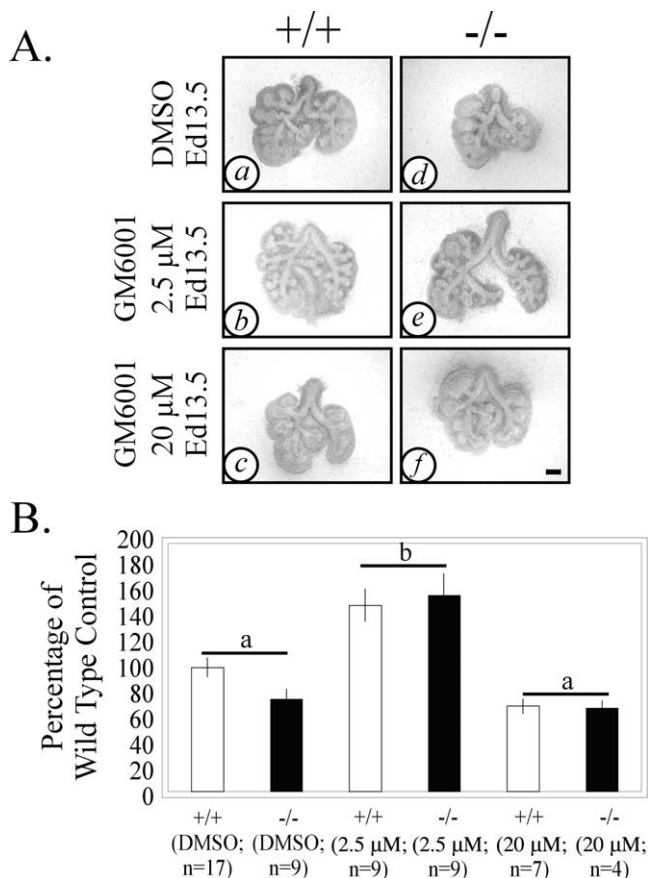 A.
+/+
-/-
DMSO
Ed13.5
a
d
GM6001
2.5 µM
Ed13.5
b
e
GM6001
20 µM
Ed13.5
c
f
B.
Percentage of
Wild Type Control
200
180
160
140
120
100
80
60
40
20
0
a
b
a
+/+
(DMSO;
n=17)
-/-
(DMSO;
n=9)
+/+
(2.5 µM;
n=9)
-/-
(2.5 µM;
n=9)
+/+
(20 µM;
n=7)
-/-
(20 µM;
n=4)